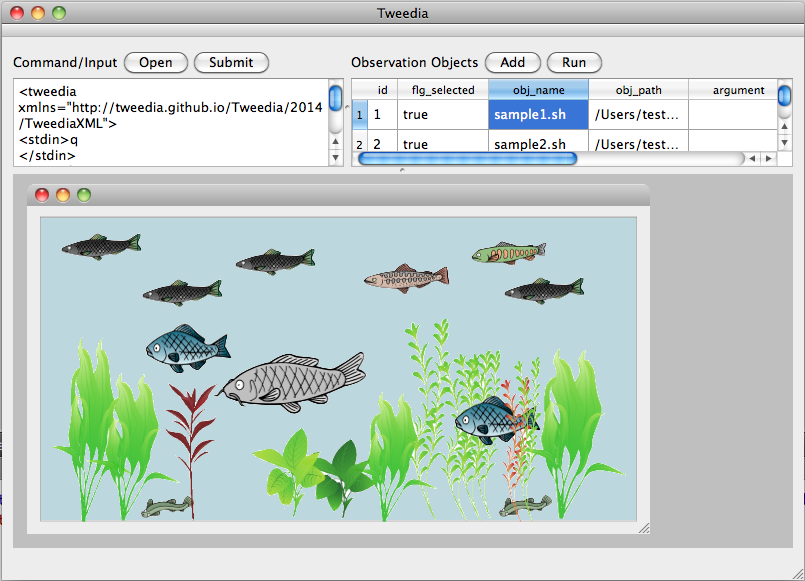 Tweedia
Command/Input Open Submit Observation Objects Add Run
<tweedia
xmlns="http://tweedia.github.io/Tweedia/2014
/TweediaXML">
<stdin>q
</stdin>
id flg_selected obj_name obj_path argument
1 1 true sample1.sh /Users/test...
2 2 true sample2.sh /Users/test...